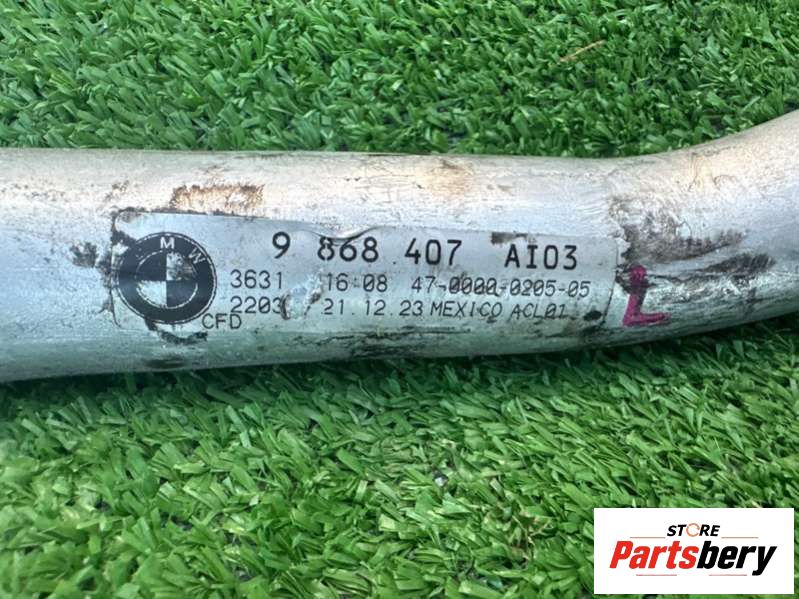 BMW
9 868 407 AI03
3631 16:08 47-0000-0205-05
2203 21.12.23 MEXICO ACL01
CFD
L
STORE
Partsbery